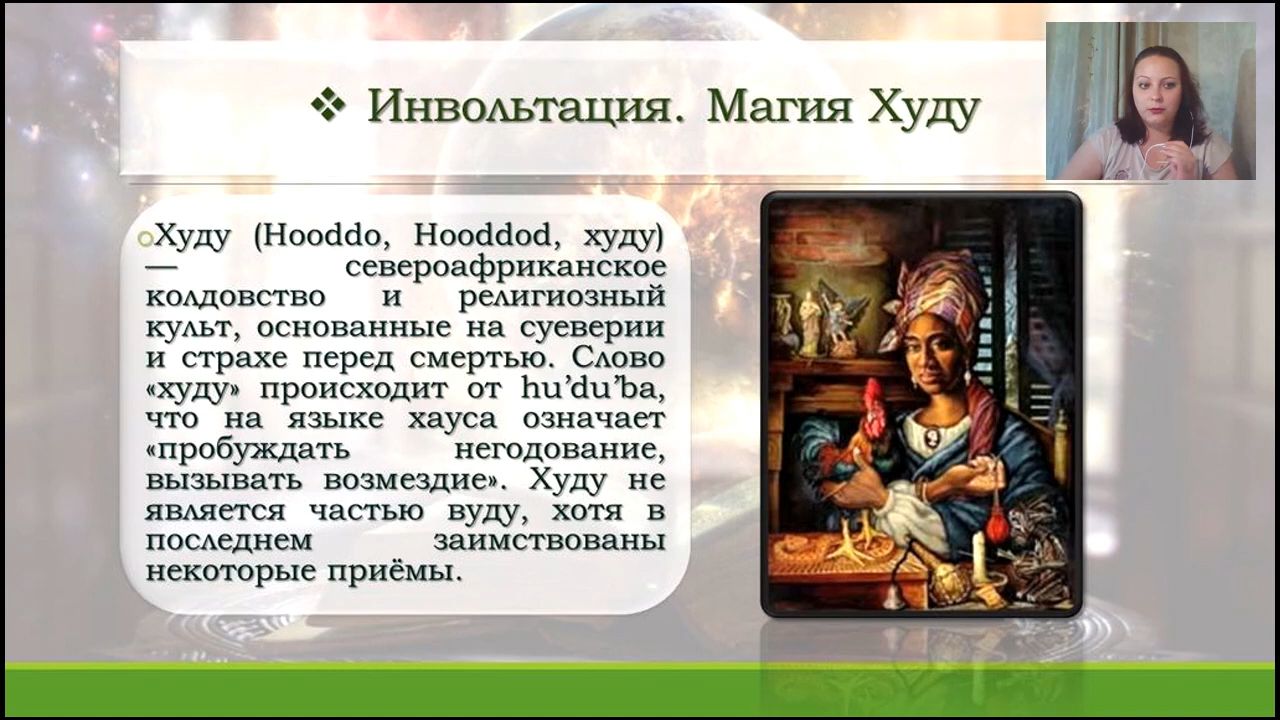 ❖ Инвольтация. Магия Худу
Худу (Hooddo, Hooddod, худу)
— североафриканское
колдовство и религиозный
культ, основанные на суеверии
и страхе перед смертью. Слово
«худу» происходит от hu’du’ba,
что на языке хауса означает
«пробуждать негодование,
вызывать возмездие». Худу не
является частью вуду, хотя в
последнем заимствованы
некоторые приёмы.